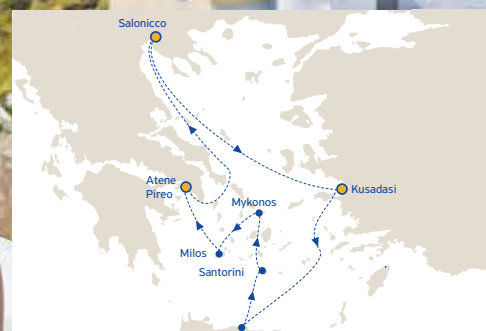 Salonicco
Atene
Pireo
Kusadasi
Mykonos
Milos
Santorini